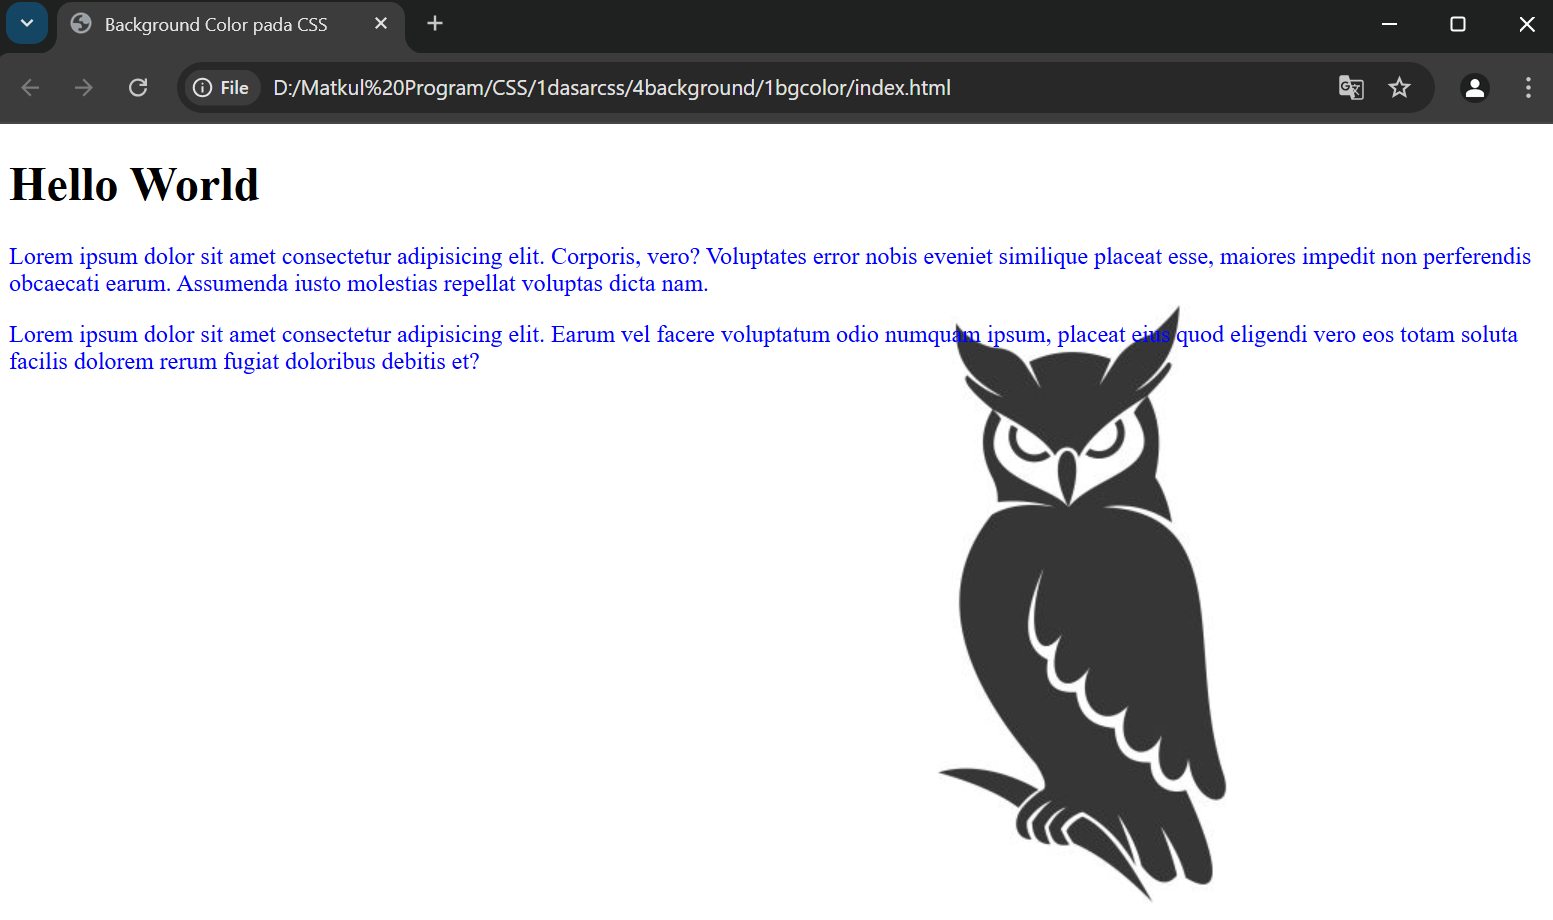 Background Color pada CSS
File
D:/Matkul%20Program/CSS/1dasarcss/4background/1bgcolor/index.html
Hello World
Lorem ipsum dolor sit amet consectetur adipisicing elit. Corporis, vero? Voluptates error nobis eveniet similique placeat esse, maiores impedit non perferendis
obcaecati earum. Assumenda iusto molestias repellat voluptas dicta nam.
Lorem ipsum dolor sit amet consectetur adipisicing elit. Earum vel facere voluptatum odio numquam ipsum, placeat eius quod eligendi vero eos totam soluta
facilis dolorem rerum fugiat doloribus debitis et?